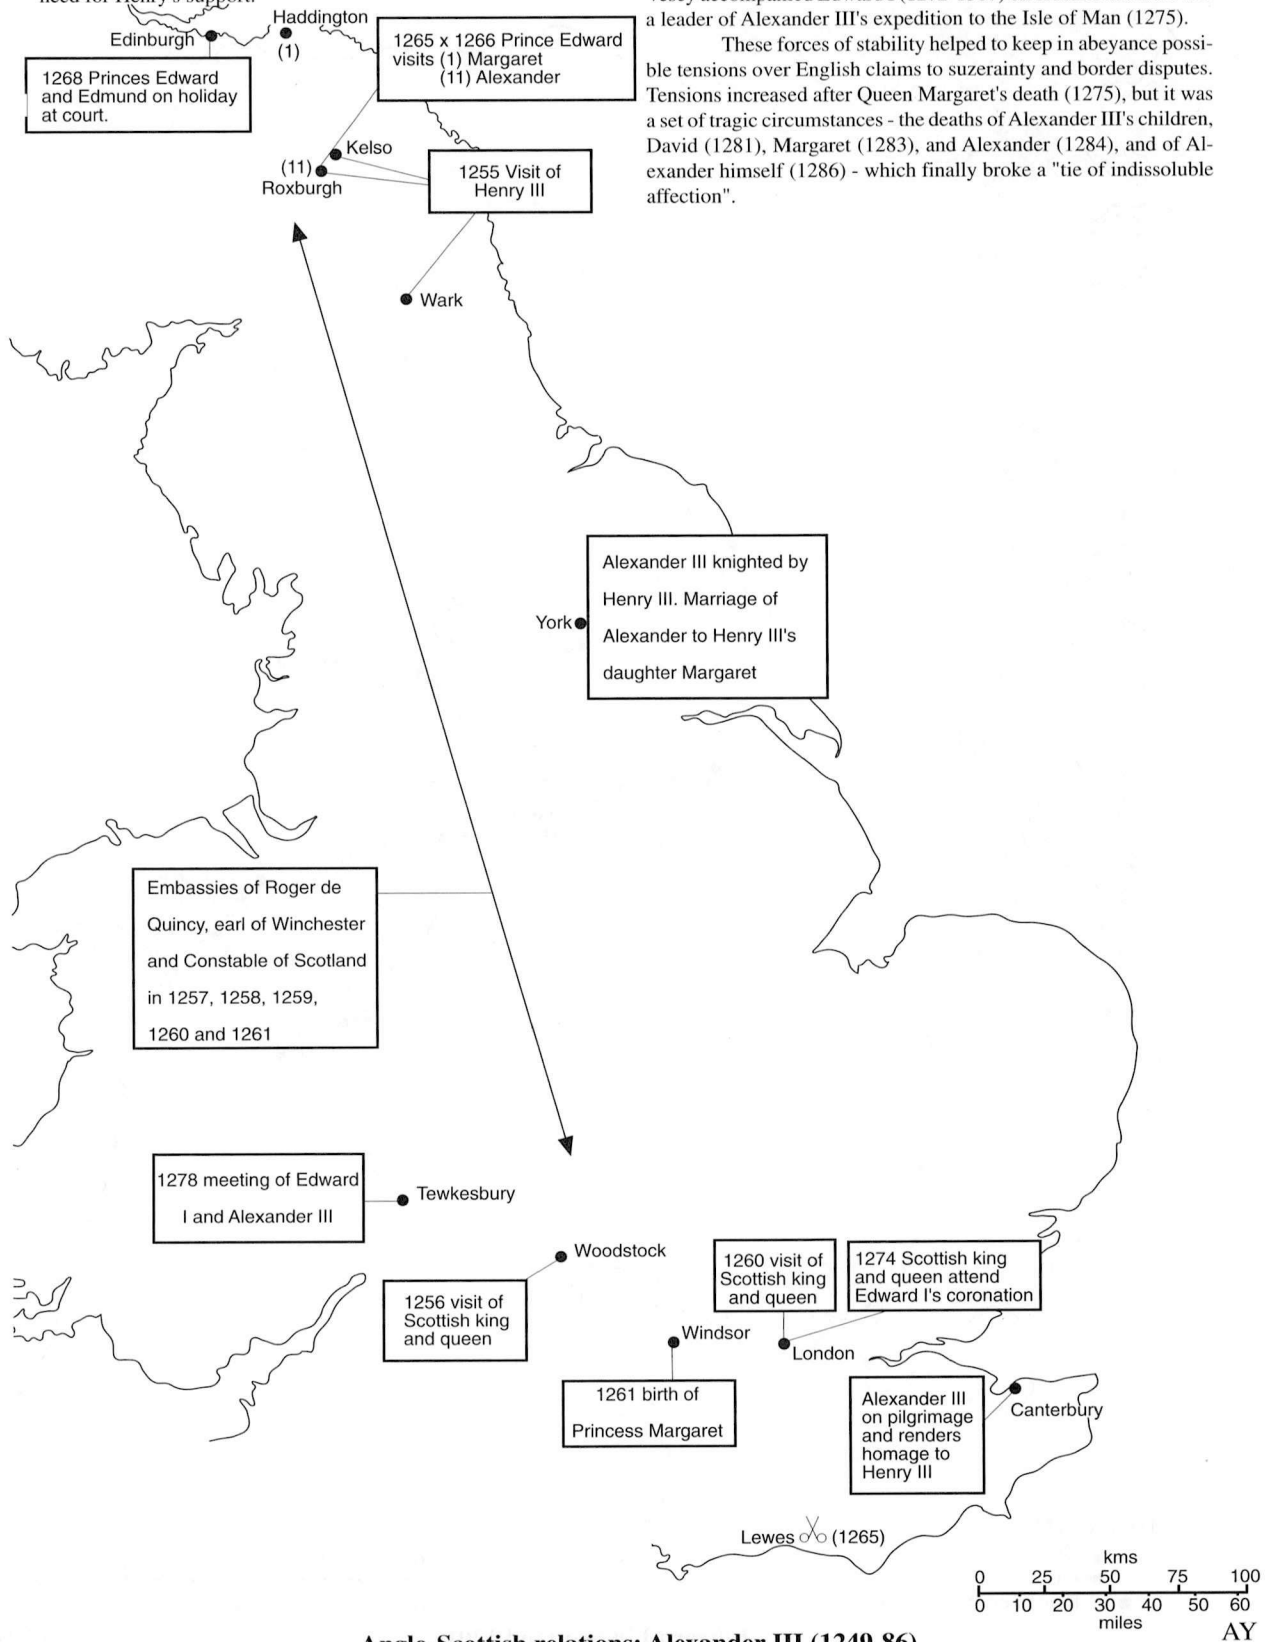 need for Henry's support.
a leader of Alexander III's expedition to the Isle of Man (1275).
These forces of stability helped to keep in abeyance possi-
ble tensions over English claims to suzerainty and border disputes.
Tensions increased after Queen Margaret's death (1275), but it was
a set of tragic circumstances - the deaths of Alexander III's children,
David (1281), Margaret (1283), and Alexander (1284), and of Al-
exander himself (1286) - which finally broke a "tie of indissoluble
affection".
Haddington
(1)
Edinburgh
1268 Princes Edward
and Edmund on holiday
at court.
1265 x 1266 Prince Edward
visits (1) Margaret
(11) Alexander
Kelso
(11)
Roxburgh
1255 Visit of
Henry III
Wark
York
Alexander III knighted by
Henry III. Marriage of
Alexander to Henry III's
daughter Margaret
Embassies of Roger de
Quincy, earl of Winchester
and Constable of Scotland
in 1257, 1258, 1259,
1260 and 1261
1278 meeting of Edward
I and Alexander III
Tewkesbury
Woodstock
1256 visit of
Scottish king
and queen
1260 visit of
Scottish king
and queen
1274 Scottish king
and queen attend
Edward I's coronation
Windsor
London
1261 birth of
Princess Margaret
Alexander III
on pilgrimage
and renders
homage to
Henry III
Canterbury
Lewes (1265)
kms
0 25 50 75 100
0 10 20 30 40 50 60
miles
AY
Anglo-Scottish relations: Alexander III (1249-86)